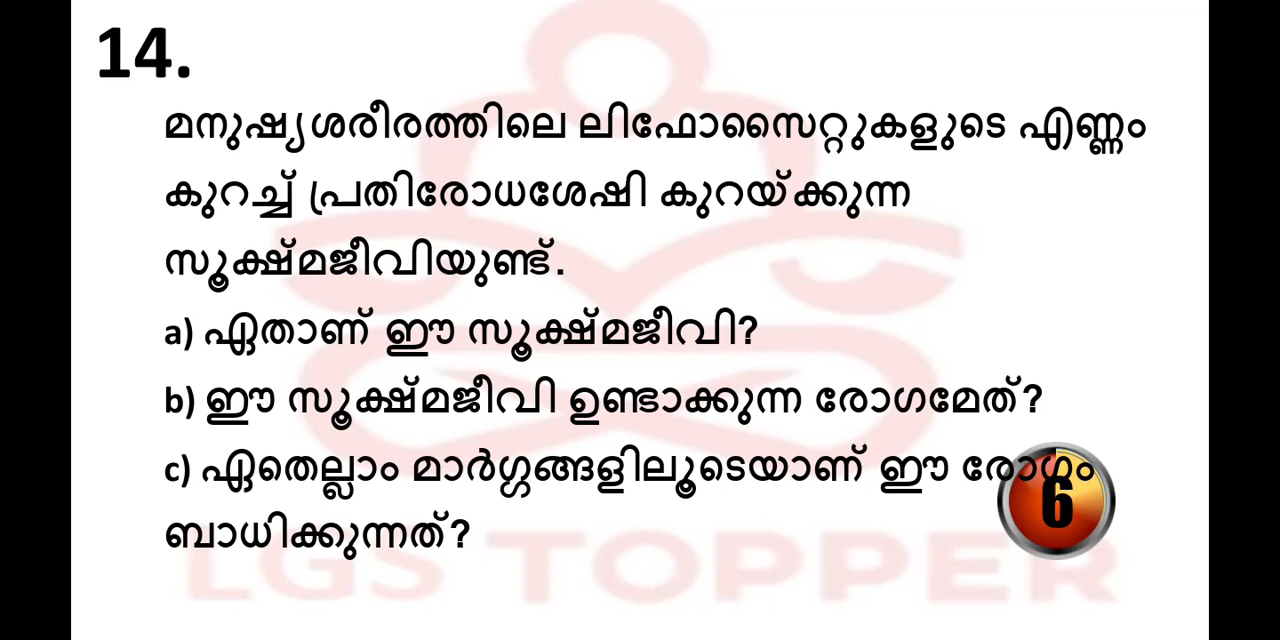 14.
മനുഷ്യശരീരത്തിലെ ലിഫോസൈറ്റുകളുടെ എണ്ണം
കുറച്ച് പ്രതിരോധശേഷി കുറയ്ക്കുന്ന
സൂക്ഷ്മജീവിയുണ്ട്.
a) ഏതാണ് ഈ സൂക്ഷ്മജീവി?
b) ഈ സൂക്ഷ്മജീവി ഉണ്ടാക്കുന്ന രോഗമേത്?
c) ഏതെല്ലാം മാർഗ്ഗങ്ങളിലൂടെയാണ് ഈ രോഗം
6
ബാധിക്കുന്നത്?
LGS TOPPER